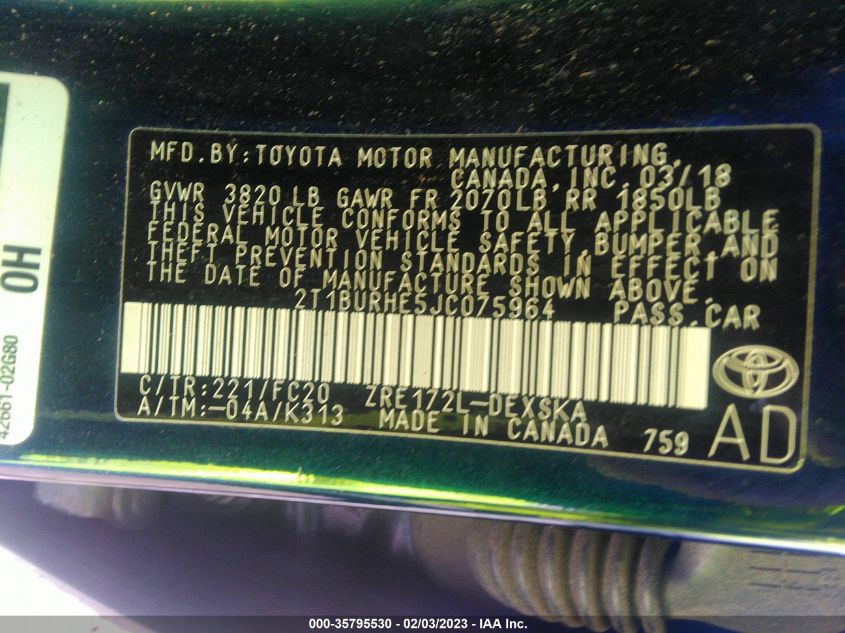 MFD.BY:TOYOTA MOTOR MANUFACTURING,
CANADA,INC. 03/18
GVWR 3820 LB GAWR FR 2070LB RR 1850LB
THIS VEHICLE CONFORMS TO ALL APPLICABLE
FEDERAL MOTOR VEHICLE SAFETY,BUMPER,AND
THEFT PREVENTION STANDARDS IN EFFECT ON
THE DATE OF MANUFACTURE SHOWN ABOVE.
2T1BURHE5JC075964 PASS.CAR
C/TR:221/FC20 ZRE172L-DEXSKA
A/TM:-04A/K313 MADE IN CANADA 759
AD
OH
42661-02G80
000-35795530 - 02/03/2023 - IAA Inc.